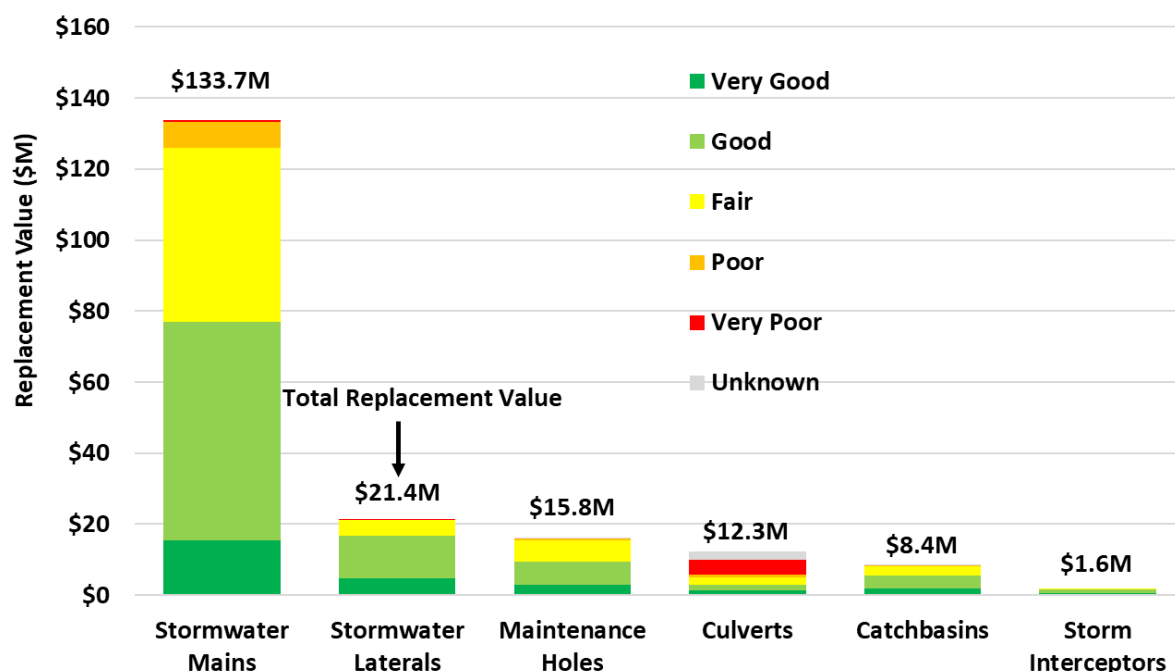 $160
$140
$120
$100
$80
$60
$40
$20
$0
Replacement Value ($M)
$133.7M
$21.4M
$15.8M
$12.3M
$8.4M
$1.6M
Total Replacement Value
Very Good
Good
Fair
Poor
Very Poor
Unknown
Stormwater
Mains
Stormwater
Laterals
Maintenance
Holes
Culverts
Catchbasins
Storm
Interceptors